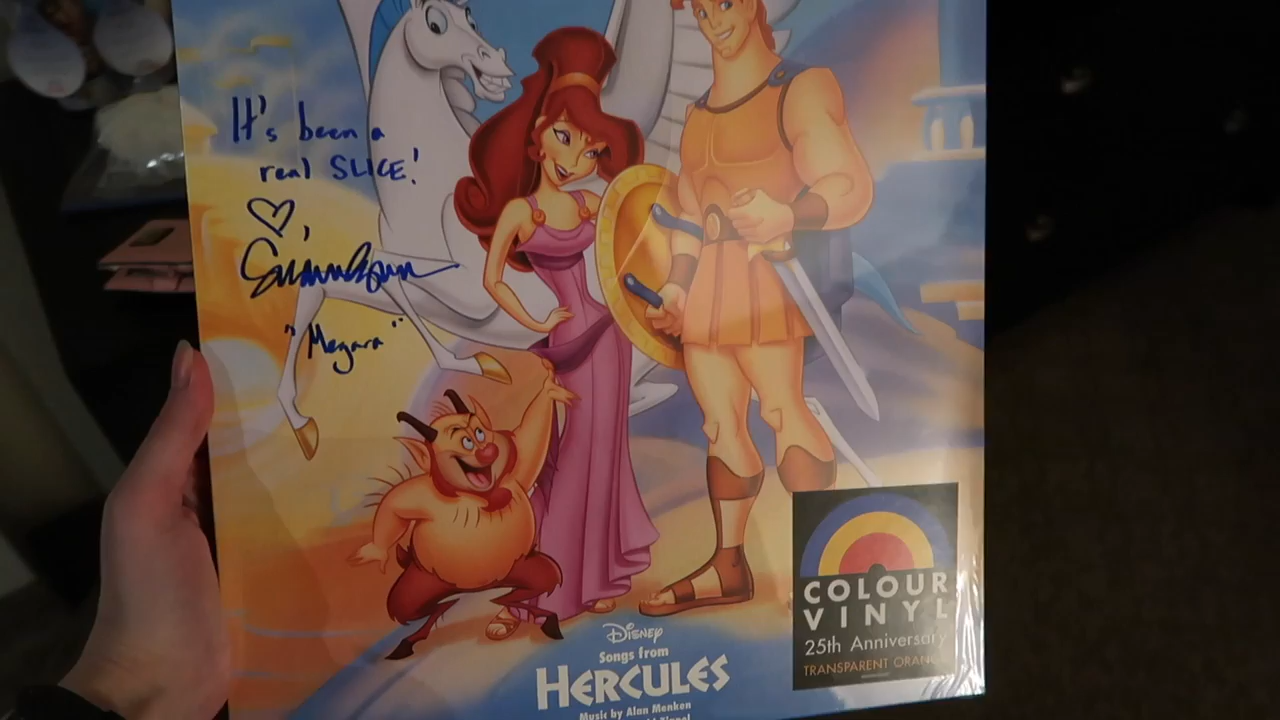 It's been a
real SLICE!
"Megara"
DISNEY
Songs from
HERCULES
Music by Alan Menken
COLOUR
VINYL
25th Anniversary
TRANSPARENT ORANGE